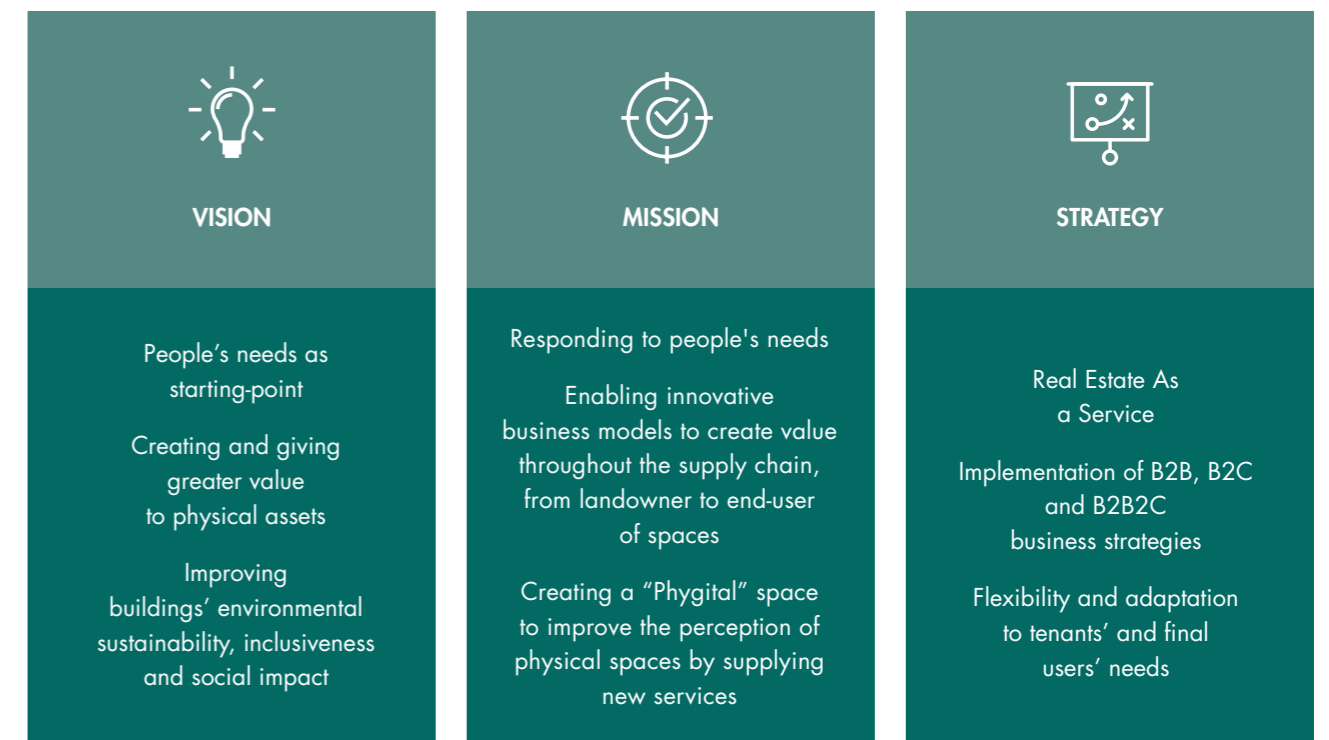 VISION
People’s needs as
starting-point
Creating and giving
greater value
to physical assets
Improving
buildings’ environmental
sustainability, inclusiveness
and social impact
MISSION
Responding to people's needs
Enabling innovative
business models to create value
throughout the supply chain,
from landowner to end-user
of spaces
Creating a “Phygital” space
to improve the perception of
physical spaces by supplying
new services
STRATEGY
Real Estate As
a Service
Implementation of B2B, B2C
and B2B2C
business strategies
Flexibility and adaptation
to tenants’ and final
users’ needs